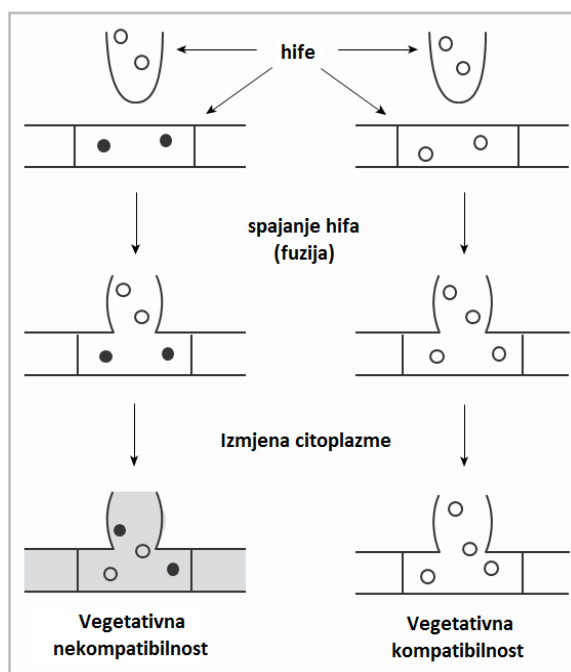 hife
spajanje hifa
(fuzija)
Izmjena citoplazme
Vegetativna
nekompatibilnost
Vegetativna
kompatibilnost